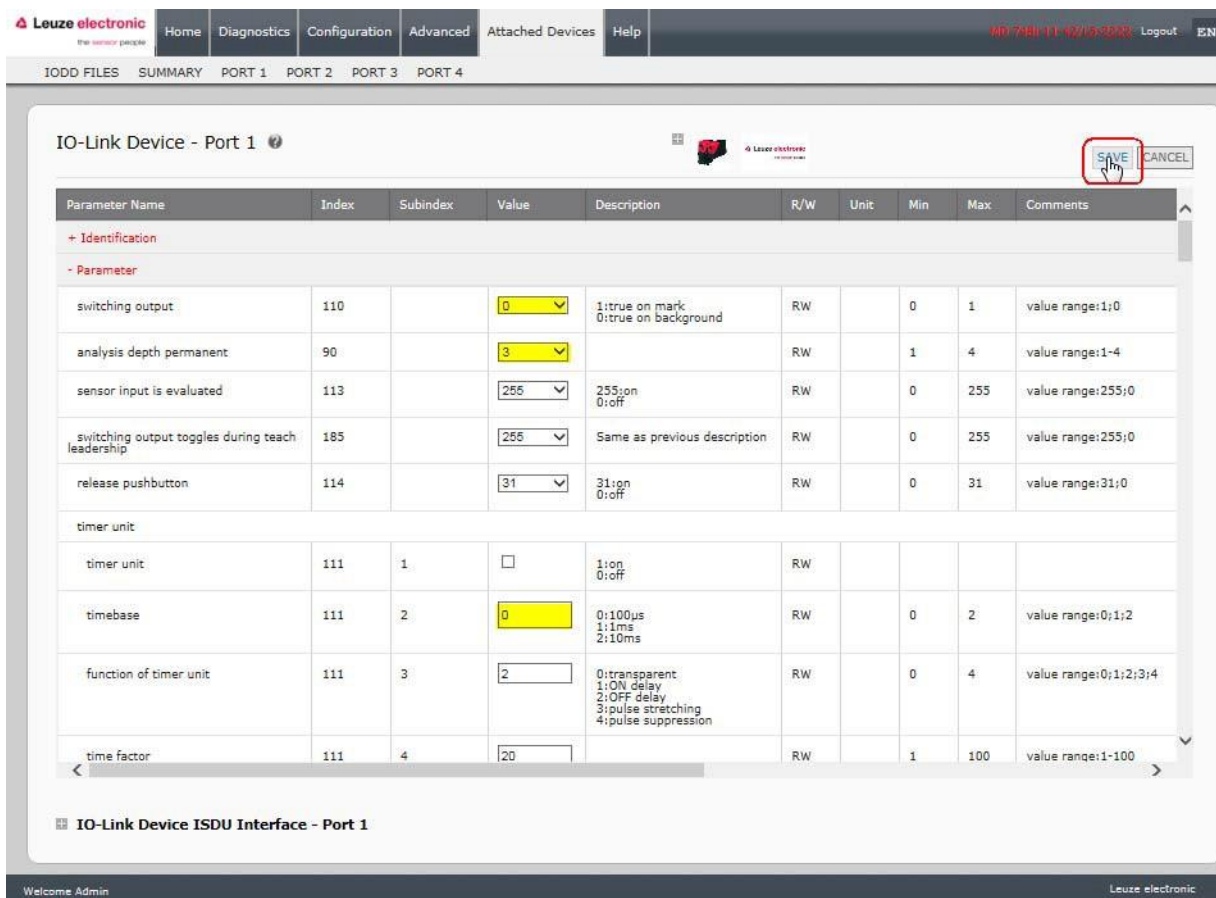 Leuze electronic
the sensor people
Home Diagnostics Configuration Advanced Attached Devices Help
Logout EN
IODD FILES SUMMARY PORT 1 PORT 2 PORT 3 PORT 4
IO-Link Device - Port 1
Leuze electronic
SAVE CANCEL
Parameter Name Index Subindex Value Description R/W Unit Min Max Comments
+ Identification
- Parameter
switching output 110 0 1:true on mark RW 0 1 value range:1;0
0:true on background
analysis depth permanent 90 3 RW 1 4 value range:1-4
sensor input is evaluated 113 255 255:on RW 0 255 value range:255;0
0:off
switching output toggles during teach 185 255 Same as previous description RW 0 255 value range:255;0
leadership
release pushbutton 114 31 31:on RW 0 31 value range:31;0
0:off
timer unit
timer unit 111 1 1:on RW
0:off
timebase 111 2 0 0:100µs RW 0 2 value range:0;1;2
1:1ms
2:10ms
function of timer unit 111 3 2 0:transparent RW 0 4 value range:0;1;2;3;4
1:ON delay
2:OFF delay
3:pulse stretching
4:pulse suppression
time factor 111 4 20 RW 1 100 value range:1-100
IO-Link Device ISDU Interface - Port 1
Welcome Admin Leuze electronic